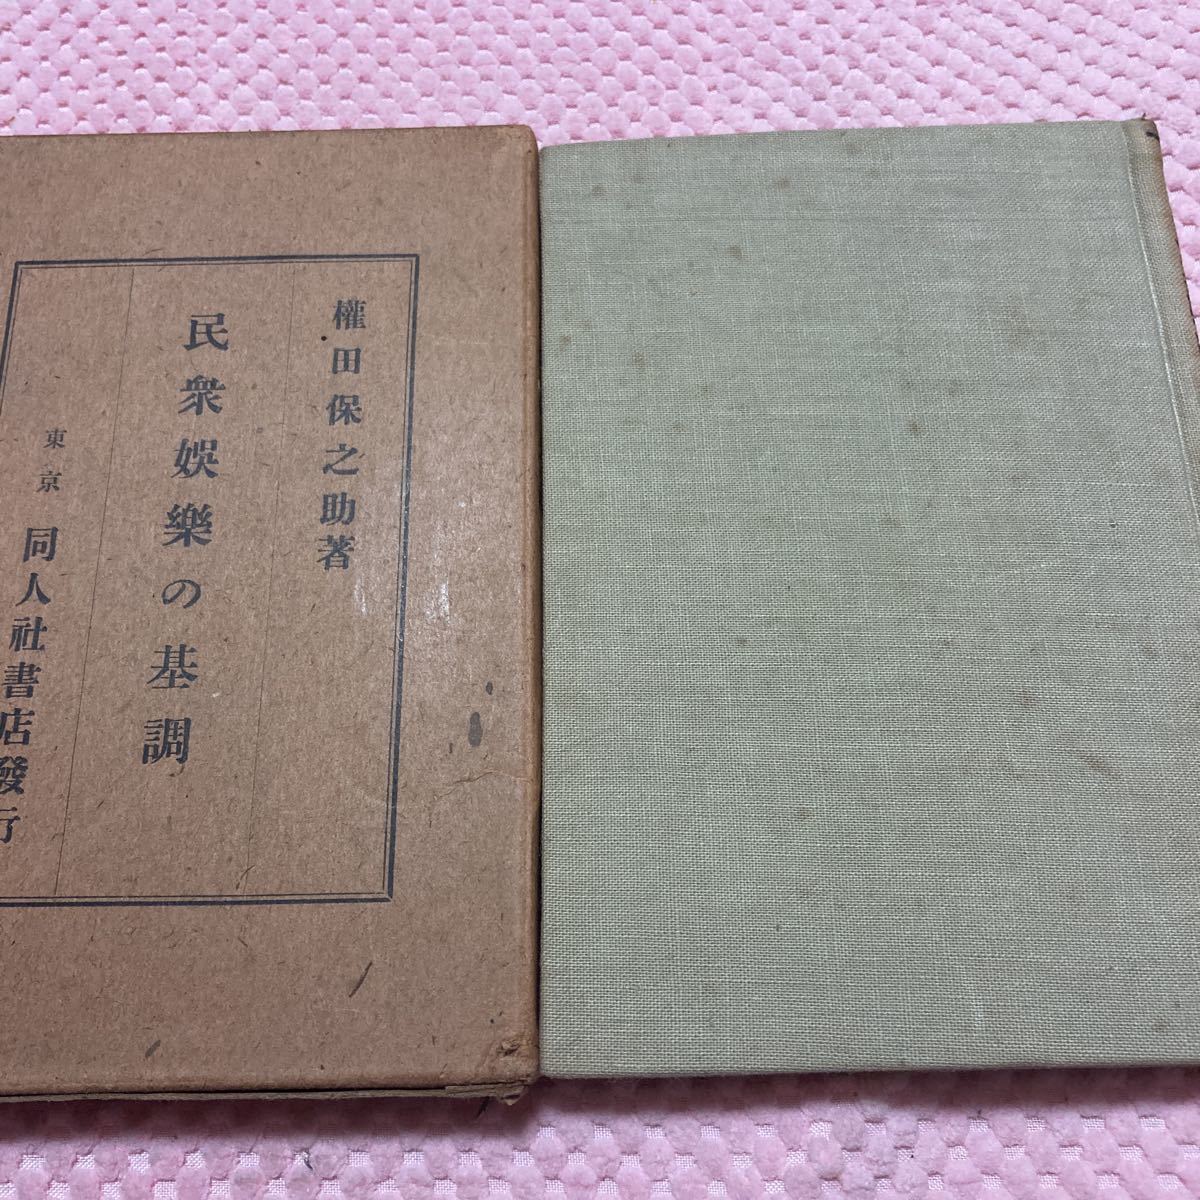 權田保之助著
民衆娯樂の基調
東京 同人社書店發行